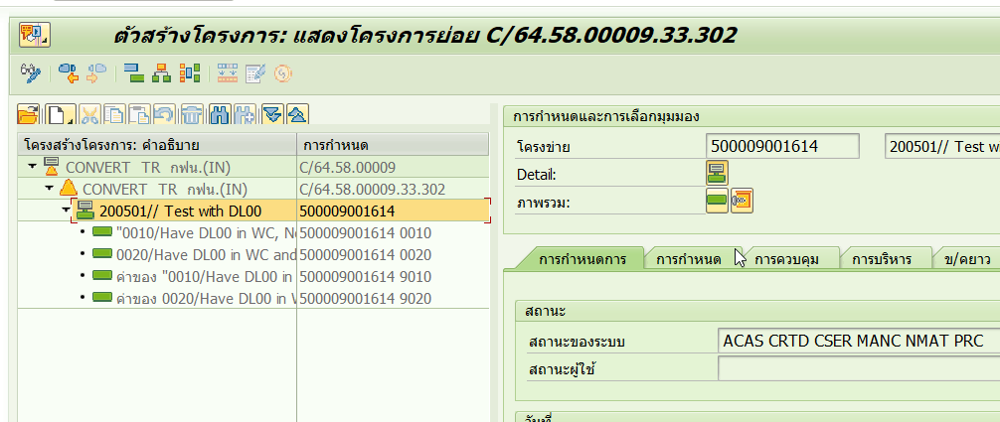 ตัวสร้างโครงการ: แสดงโครงการย่อย C/64.58.00009.33.302
โครงสร้างโครงการ: คำอธิบาย การกำหนด
CONVERT TR กฟน.(IN) C/64.58.00009
CONVERT TR กฟน.(IN) C/64.58.00009.33.302
200501// Test with DL00 500009001614
"0010/Have DL00 in WC, N 500009001614 0010
0020/Have DL00 in WC and 500009001614 0020
ค่าของ "0010/Have DL00 in 500009001614 9010
ค่าของ 0020/Have DL00 in 500009001614 9020
การกำหนดและการเลือกมุมมอง
โครงข่าย 500009001614 200501// Test w
Detail:
ภาพรวม:
การกำหนดการ การกำหนด การควบคุม การบริหาร ข/คยาว
สถานะ
สถานะของระบบ ACAS CRTD CSER MANC NMAT PRC
สถานะผู้ใช้
วันที่